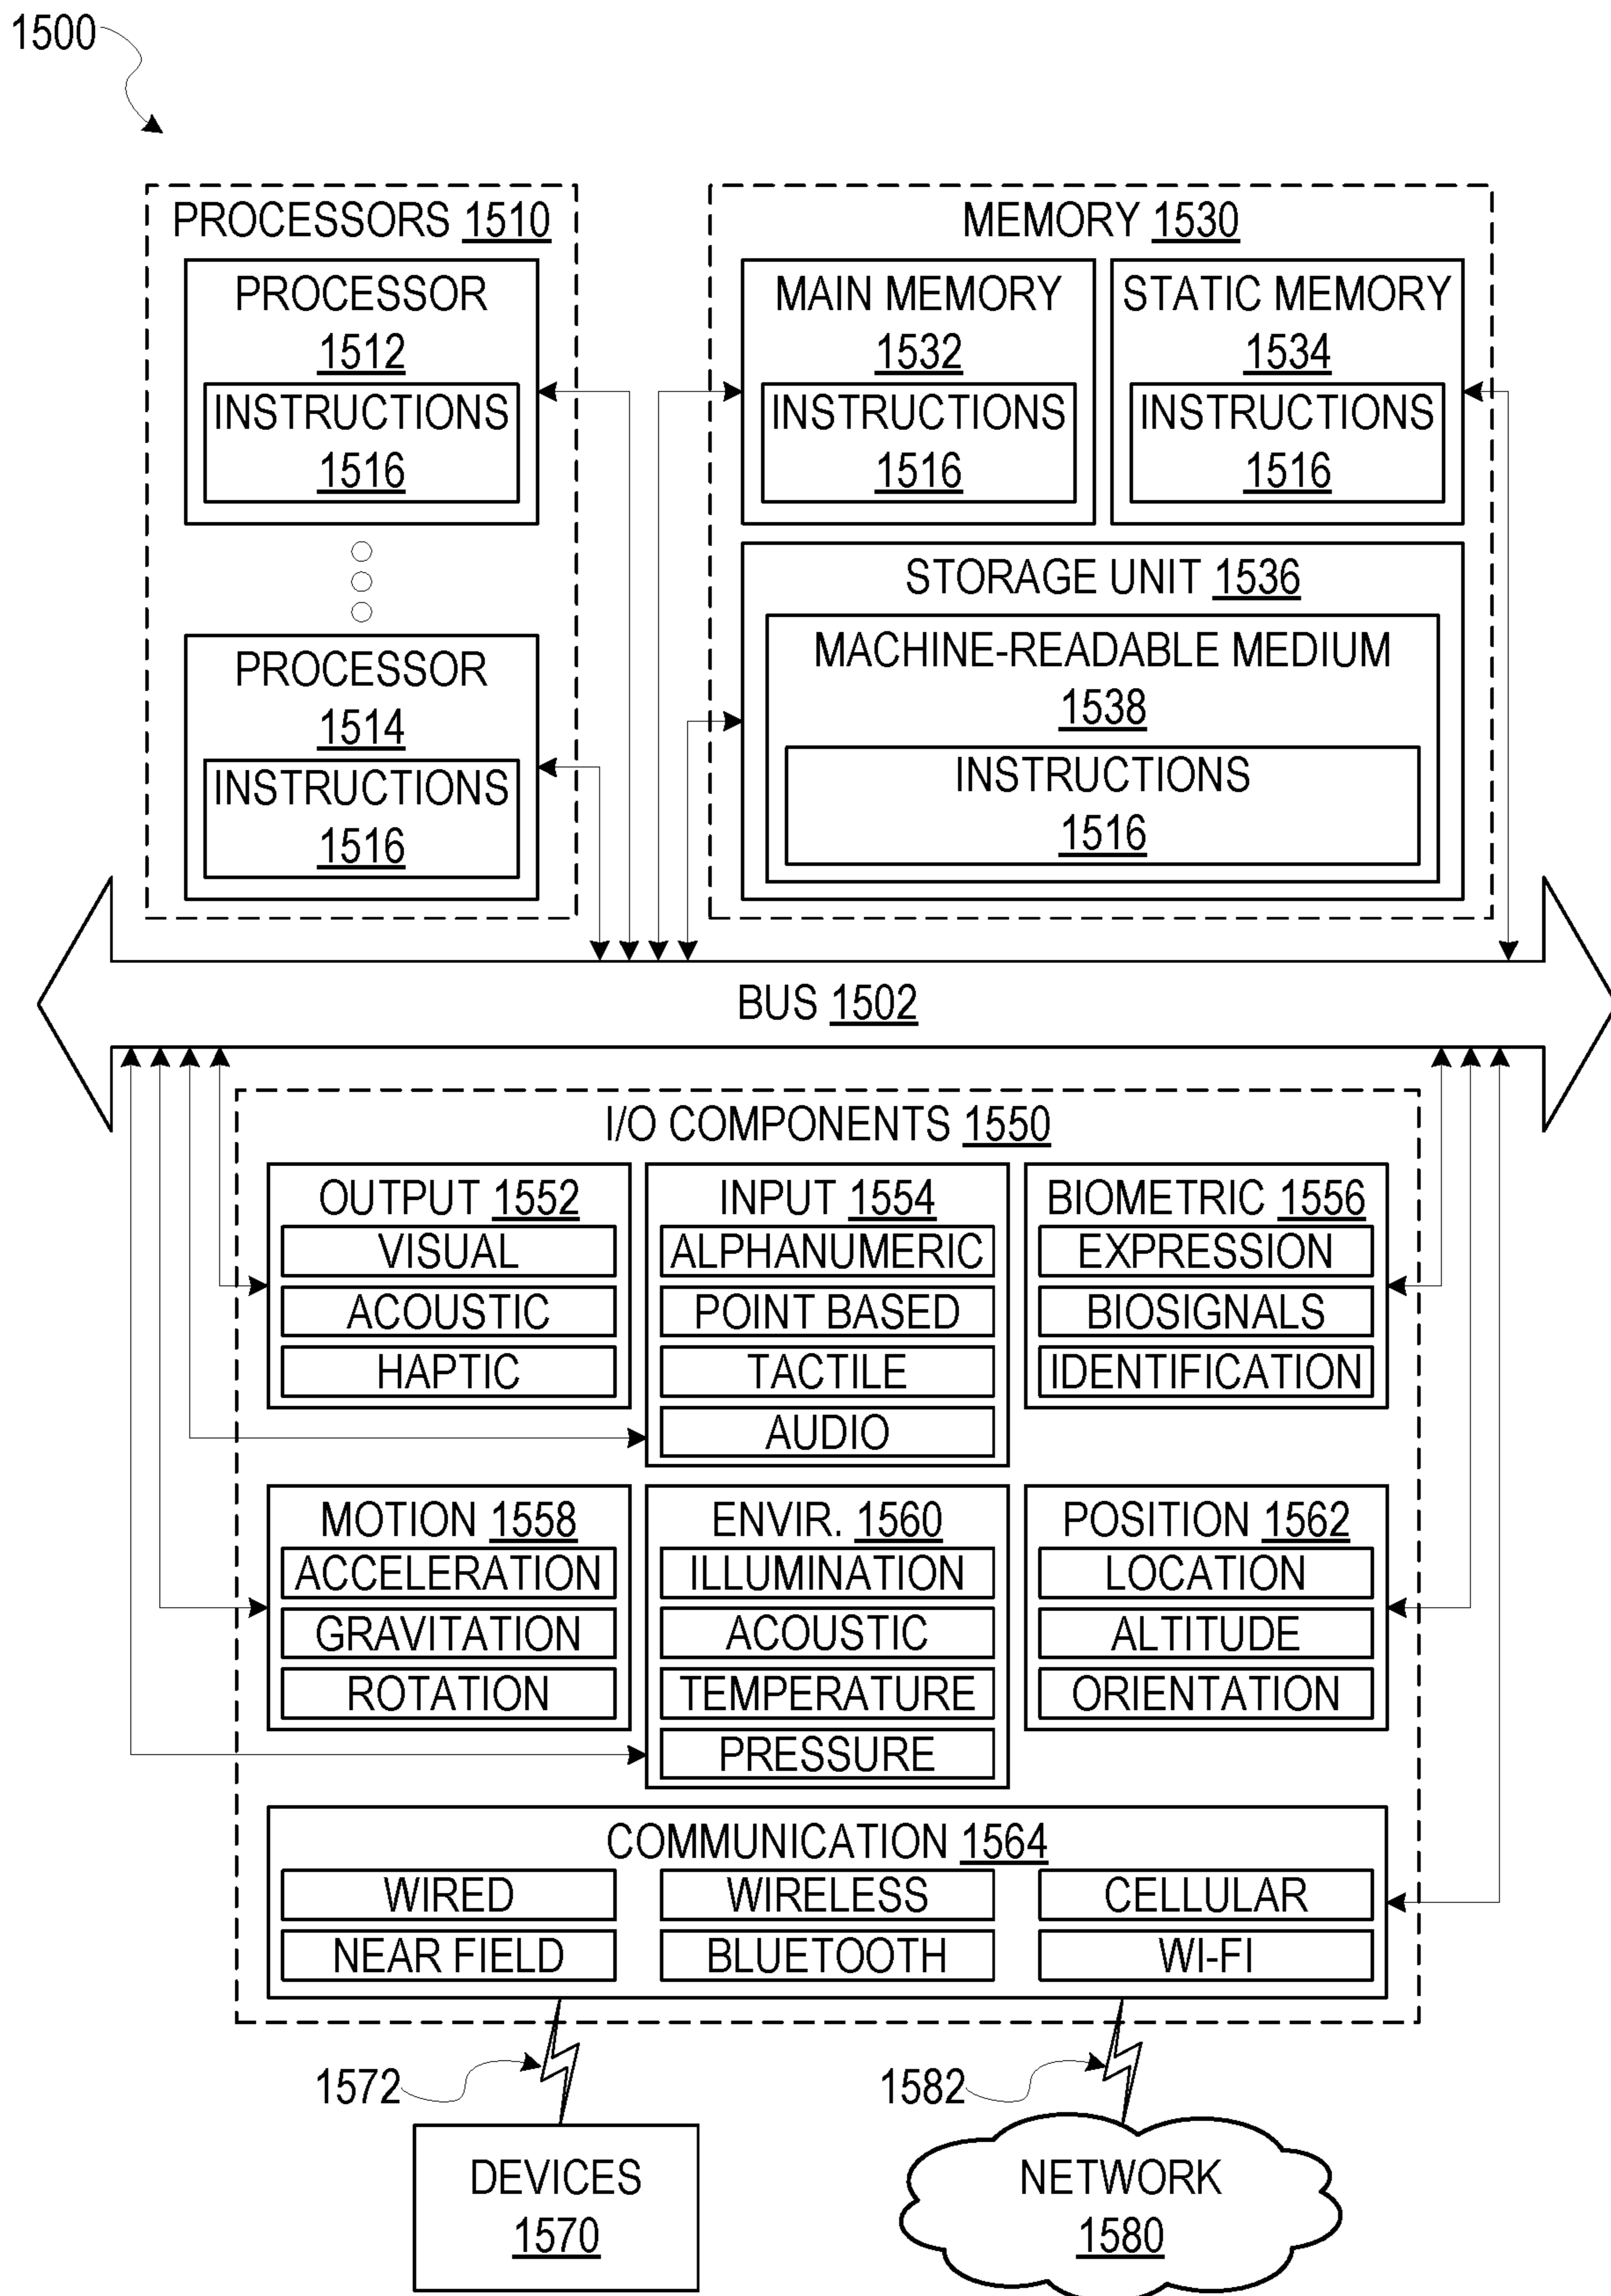 1500
PROCESSORS 1510
PROCESSOR
1512
INSTRUCTIONS
1516
PROCESSOR
1514
INSTRUCTIONS
1516
MEMORY 1530
MAIN MEMORY
1532
INSTRUCTIONS
1516
STATIC MEMORY
1534
INSTRUCTIONS
1516
STORAGE UNIT 1536
MACHINE-READABLE MEDIUM
1538
INSTRUCTIONS
1516
BUS 1502
I/O COMPONENTS 1550
OUTPUT 1552
VISUAL
ACOUSTIC
HAPTIC
INPUT 1554
ALPHANUMERIC
POINT BASED
TACTILE
AUDIO
BIOMETRIC 1556
EXPRESSION
BIOSIGNALS
IDENTIFICATION
MOTION 1558
ACCELERATION
GRAVITATION
ROTATION
ENVIR. 1560
ILLUMINATION
ACOUSTIC
TEMPERATURE
PRESSURE
POSITION 1562
LOCATION
ALTITUDE
ORIENTATION
COMMUNICATION 1564
WIRED
WIRELESS
CELLULAR
NEAR FIELD
BLUETOOTH
WI-FI
1572
1582
DEVICES
1570
NETWORK
1580